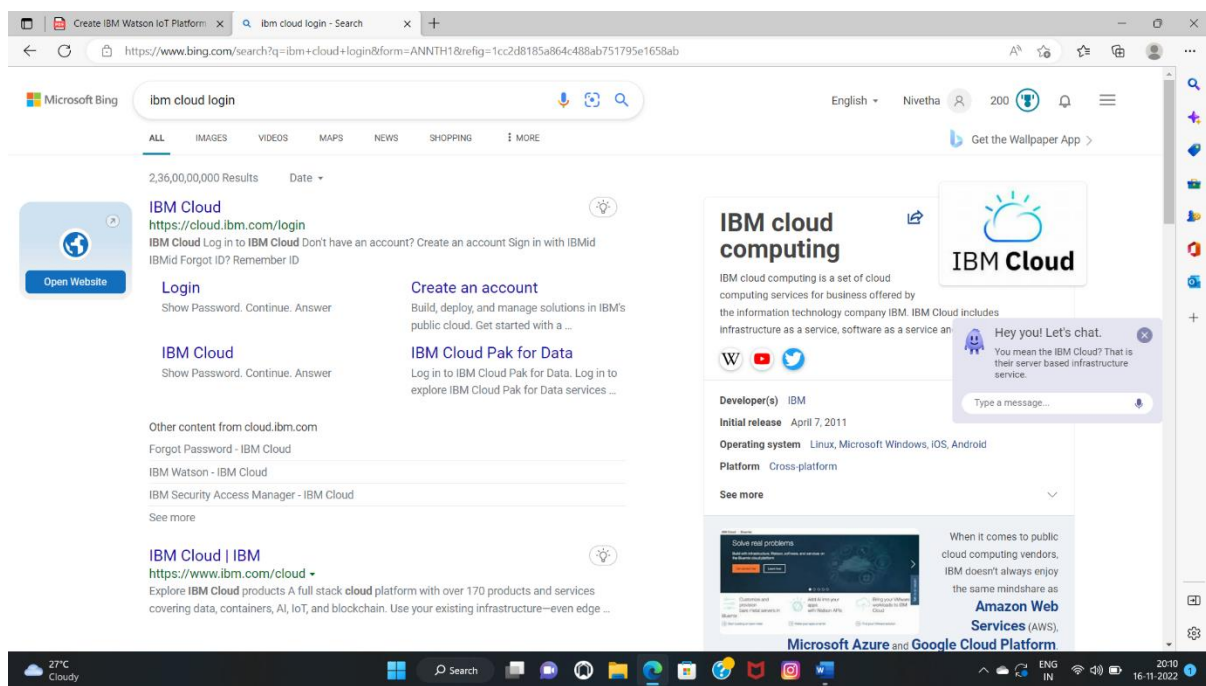 Create IBM Watson IoT Platform
ibm cloud login - Search
https://www.bing.com/search?q=ibm+cloud+login&form=ANNTH1&refig=1cc2d8185a864c488ab751795e1658ab
Microsoft Bing
ibm cloud login
English
Nivetha
200
ALL IMAGES VIDEOS MAPS NEWS SHOPPING MORE
Get the Wallpaper App
2,36,00,00,000 Results Date
Open Website
IBM Cloud
https://cloud.ibm.com/login
IBM Cloud Log in to IBM Cloud Don't have an account? Create an account Sign in with IBMid
IBMid Forgot ID? Remember ID
Login
Show Password. Continue. Answer
Create an account
Build, deploy, and manage solutions in IBM's
public cloud. Get started with a ...
IBM Cloud
Show Password. Continue. Answer
IBM Cloud Pak for Data
Log in to IBM Cloud Pak for Data. Log in to
explore IBM Cloud Pak for Data services ...
Other content from cloud.ibm.com
Forgot Password - IBM Cloud
IBM Watson - IBM Cloud
IBM Security Access Manager - IBM Cloud
See more
IBM Cloud | IBM
https://www.ibm.com/cloud
Explore IBM Cloud products A full stack cloud platform with over 170 products and services
covering data, containers, AI, IoT, and blockchain. Use your existing infrastructure—even edge ...
IBM cloud
computing
IBM Cloud
IBM cloud computing is a set of cloud
computing services for business offered by
the information technology company IBM. IBM Cloud includes
infrastructure as a service, software as a service an
W
Hey you! Let's chat.
You mean the IBM Cloud? That is
their server based infrastructure
service.
Type a message...
Developer(s) IBM
Initial release April 7, 2011
Operating system Linux, Microsoft Windows, iOS, Android
Platform Cross-platform
See more
Solve real problems
When it comes to public
cloud computing vendors,
IBM doesn't always enjoy
the same mindshare as
Amazon Web
Services (AWS),
Microsoft Azure and Google Cloud Platform.
27°C
Cloudy
Search
ENG
IN
20:10
16-11-2022
1